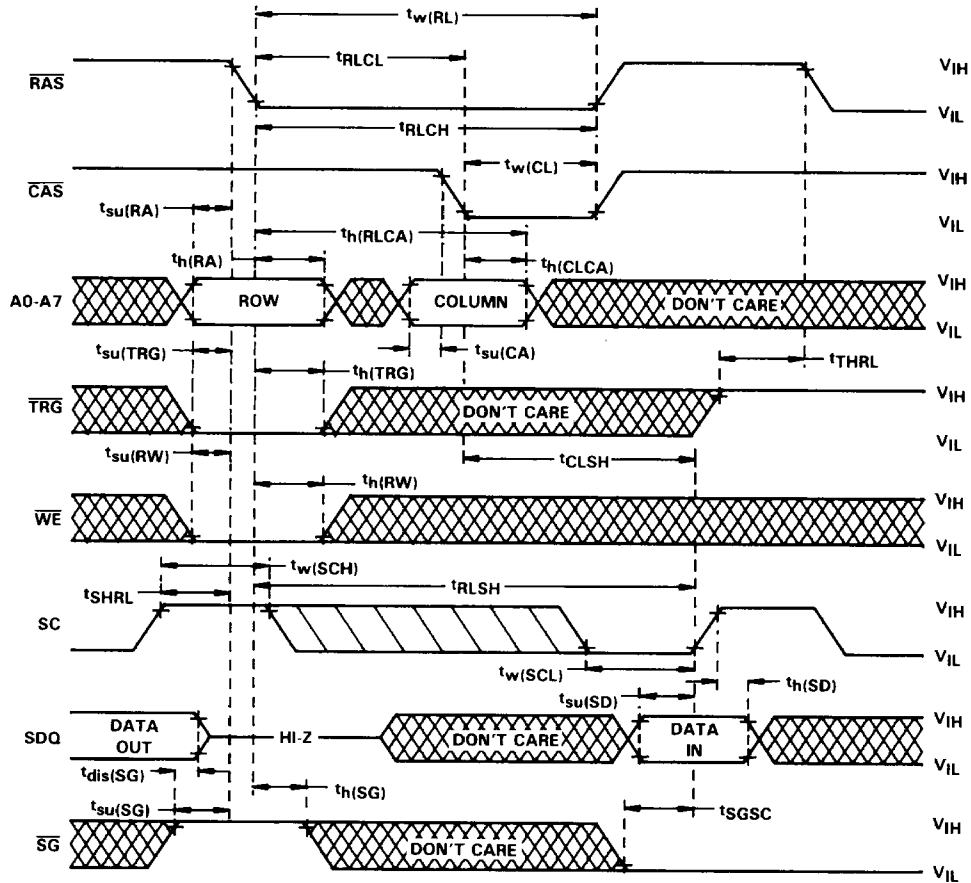 tw(RL)
tRLCL
RAS
VIH
VIL
tRLCH
tw(CL)
CAS
VIH
VIL
tsu(RA)
th(RLCA)
th(RA)
th(CLCA)
A0-A7
ROW
COLUMN
DON'T CARE
VIH
VIL
tsu(TRG)
th(TRG)
tsu(CA)
tTHRL
TRG
DON'T CARE
VIH
VIL
tsu(RW)
tCLSH
th(RW)
WE
VIH
VIL
tw(SCH)
tSHRL
tRLSH
SC
VIH
VIL
tw(SCL)
tsu(SD)
th(SD)
SDQ
DATA OUT
HI-Z
DON'T CARE
DATA IN
VIH
VIL
tdis(SG)
tsu(SG)
th(SG)
tSGSC
SG
DON'T CARE
VIH
VIL